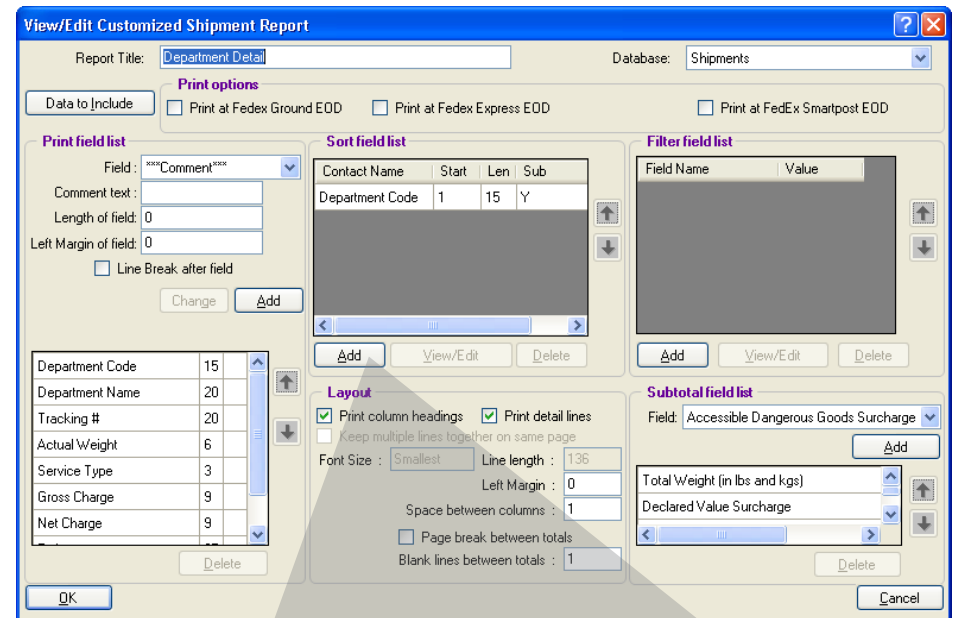 View/Edit Customized Shipment Report
Report Title: Department Detail Database: Shipments
Print options
Data to Include
Print at Fedex Ground EOD Print at Fedex Express EOD Print at FedEx Smartpost EOD
Print field list
Field : ***Comment***
Comment text :
Length of field: 0
Left Margin of field: 0
Line Break after field
Change Add
Department Code 15
Department Name 20
Tracking # 20
Actual Weight 6
Service Type 3
Gross Charge 9
Net Charge 9
Delete
Sort field list
Contact Name Start Len Sub
Department Code 1 15 Y
Add View/Edit Delete
Layout
Print column headings Print detail lines
Keep multiple lines together on same page
Font Size : Smallest Line length : 136
Left Margin : 0
Space between columns : 1
Page break between totals
Blank lines between totals : 1
Filter field list
Field Name Value
Add View/Edit Delete
Subtotal field list
Field: Accessible Dangerous Goods Surcharge
Add
Total Weight (in lbs and kgs)
Declared Value Surcharge
Delete
OK Cancel